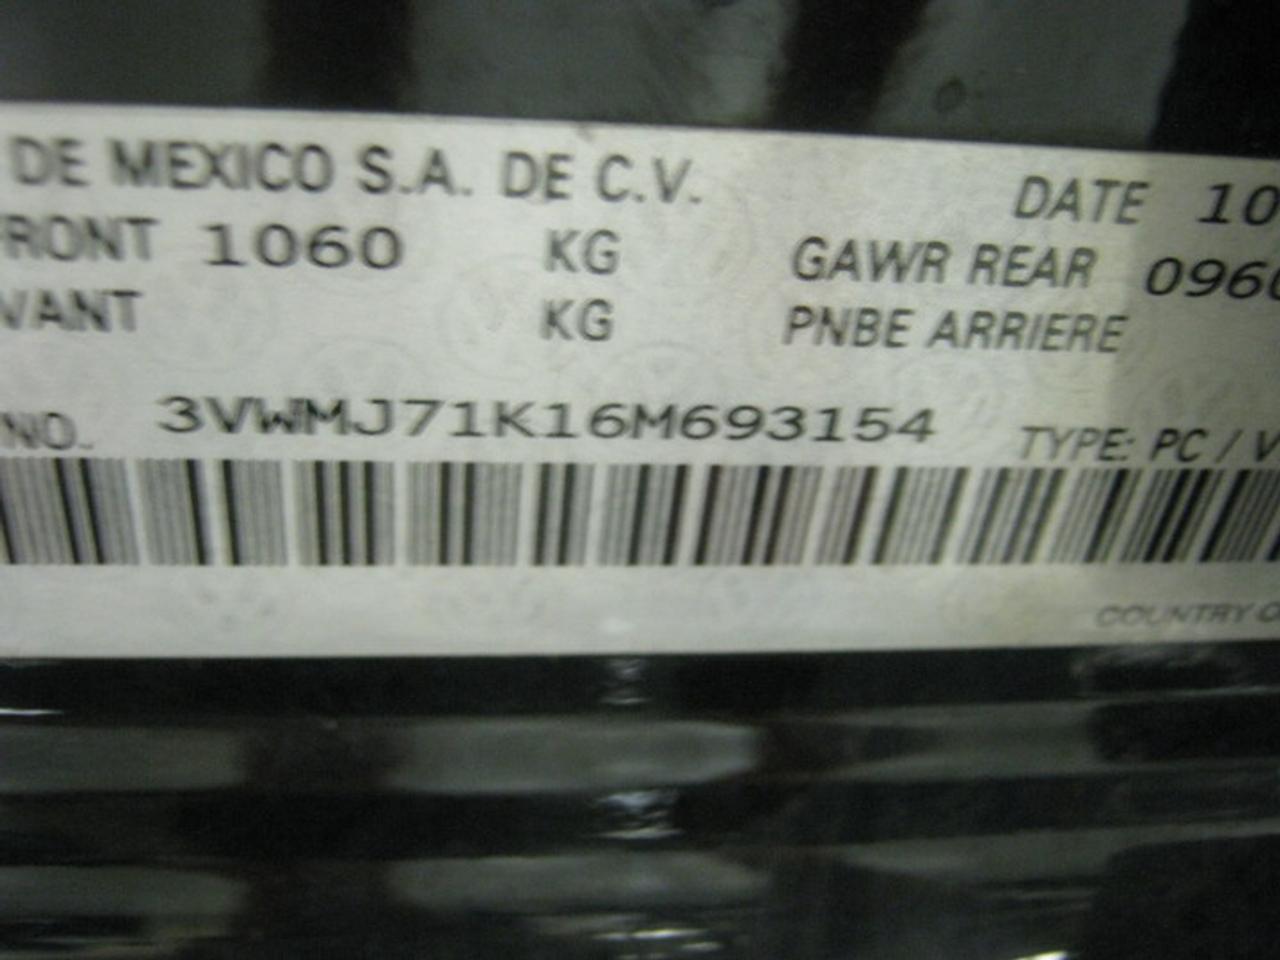 DE MEXICO S.A. DE C.V. DATE 10
RONT 1060 KG GAWR REAR 0960
VANT KG PNBE ARRIERE
NO. 3VWMJ71K16M693154 TYPE: PC / V
COUNTRY O